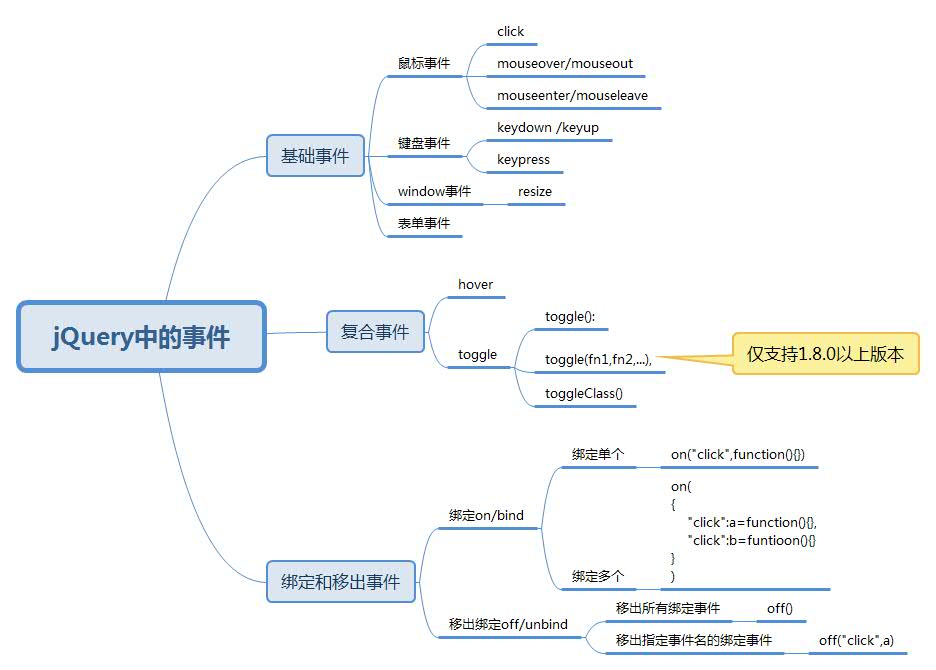 jQuery中的事件
基础事件
鼠标事件
click
mouseover/mouseout
mouseenter/mouseleave
键盘事件
keydown /keyup
keypress
window事件
resize
表单事件
复合事件
hover
toggle
toggle():
toggle(fn1,fn2,...),
仅支持1.8.0以上版本
toggleClass()
绑定和移出事件
绑定on/bind
绑定单个
on("click",function(){})
绑定多个
on(
{
"click":a=function(){},
"click":b=funtioon(){}
}
)
移出绑定off/unbind
移出所有绑定事件
off()
移出指定事件名的绑定事件
off("click",a)